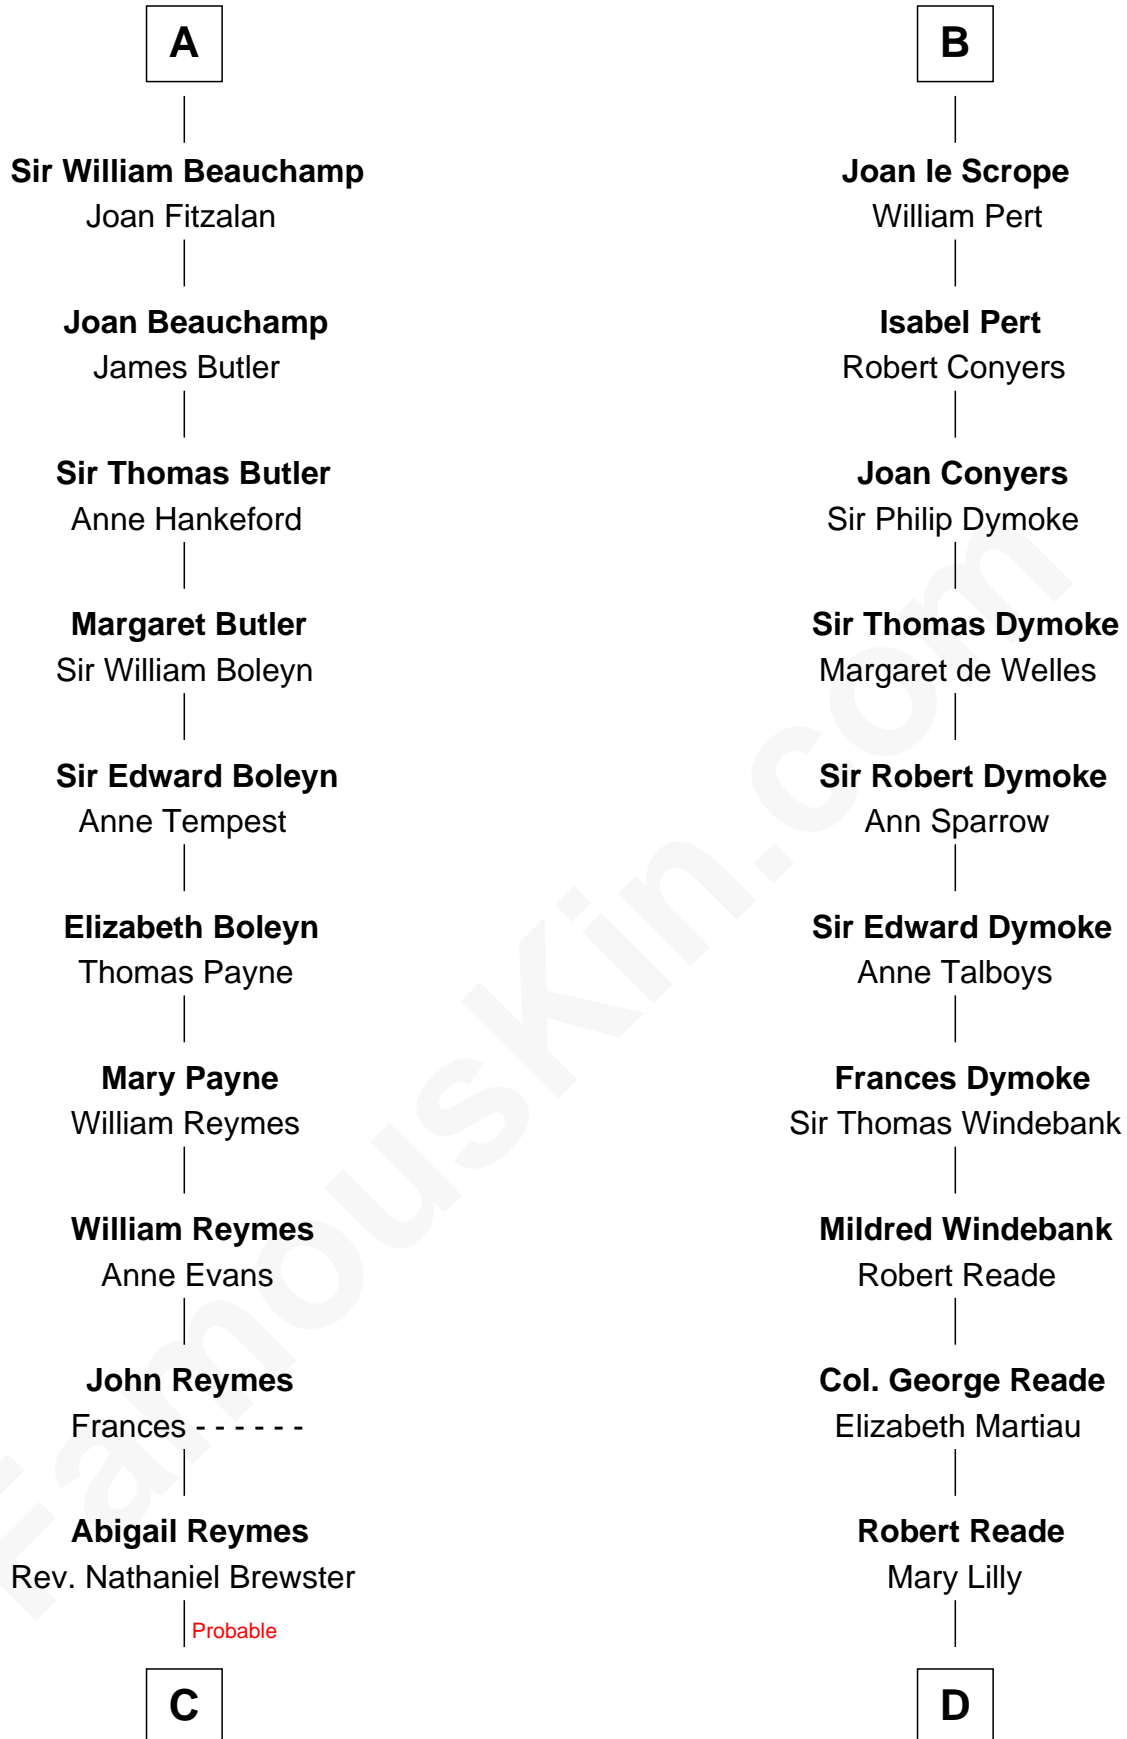 A
Sir William Beauchamp
Joan Fitzalan
Joan Beauchamp
James Butler
Sir Thomas Butler
Anne Hankeford
Margaret Butler
Sir William Boleyn
Sir Edward Boleyn
Anne Tempest
Elizabeth Boleyn
Thomas Payne
Mary Payne
William Reymes
William Reymes
Anne Evans
John Reymes
Frances - - - - - -
Abigail Reymes
Rev. Nathaniel Brewster
Probable
C
B
Joan le Scrope
William Pert
Isabel Pert
Robert Conyers
Joan Conyers
Sir Philip Dymoke
Sir Thomas Dymoke
Margaret de Welles
Sir Robert Dymoke
Ann Sparrow
Sir Edward Dymoke
Anne Talboys
Frances Dymoke
Sir Thomas Windebank
Mildred Windebank
Robert Reade
Col. George Reade
Elizabeth Martiau
Robert Reade
Mary Lilly
D
FamousKin.com